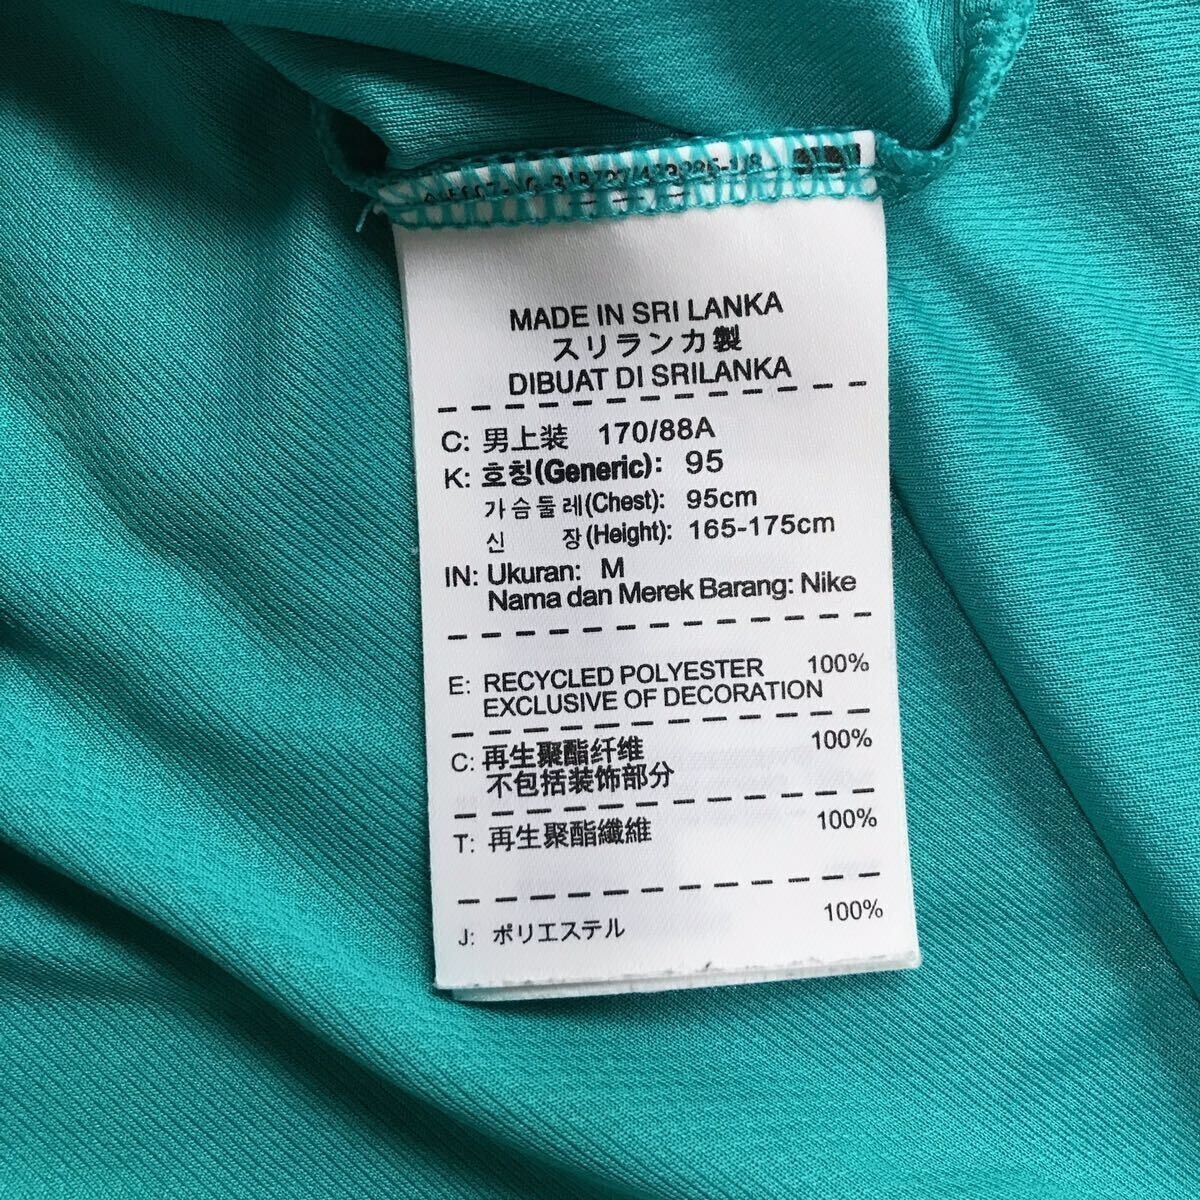 MADE IN SRI LANKA
スリランカ製
DIBUAT DI SRILANKA
C: 男上装 170/88A
K: 호칭(Generic): 95
가슴둘레(Chest): 95cm
신 장(Height): 165-175cm
IN: Ukuran: M
Nama dan Merek Barang: Nike
E: RECYCLED POLYESTER 100%
EXCLUSIVE OF DECORATION
C: 再生聚酯纤维 100%
不包括装饰部分
T: 再生聚酯纖維 100%
J: ポリエステル 100%